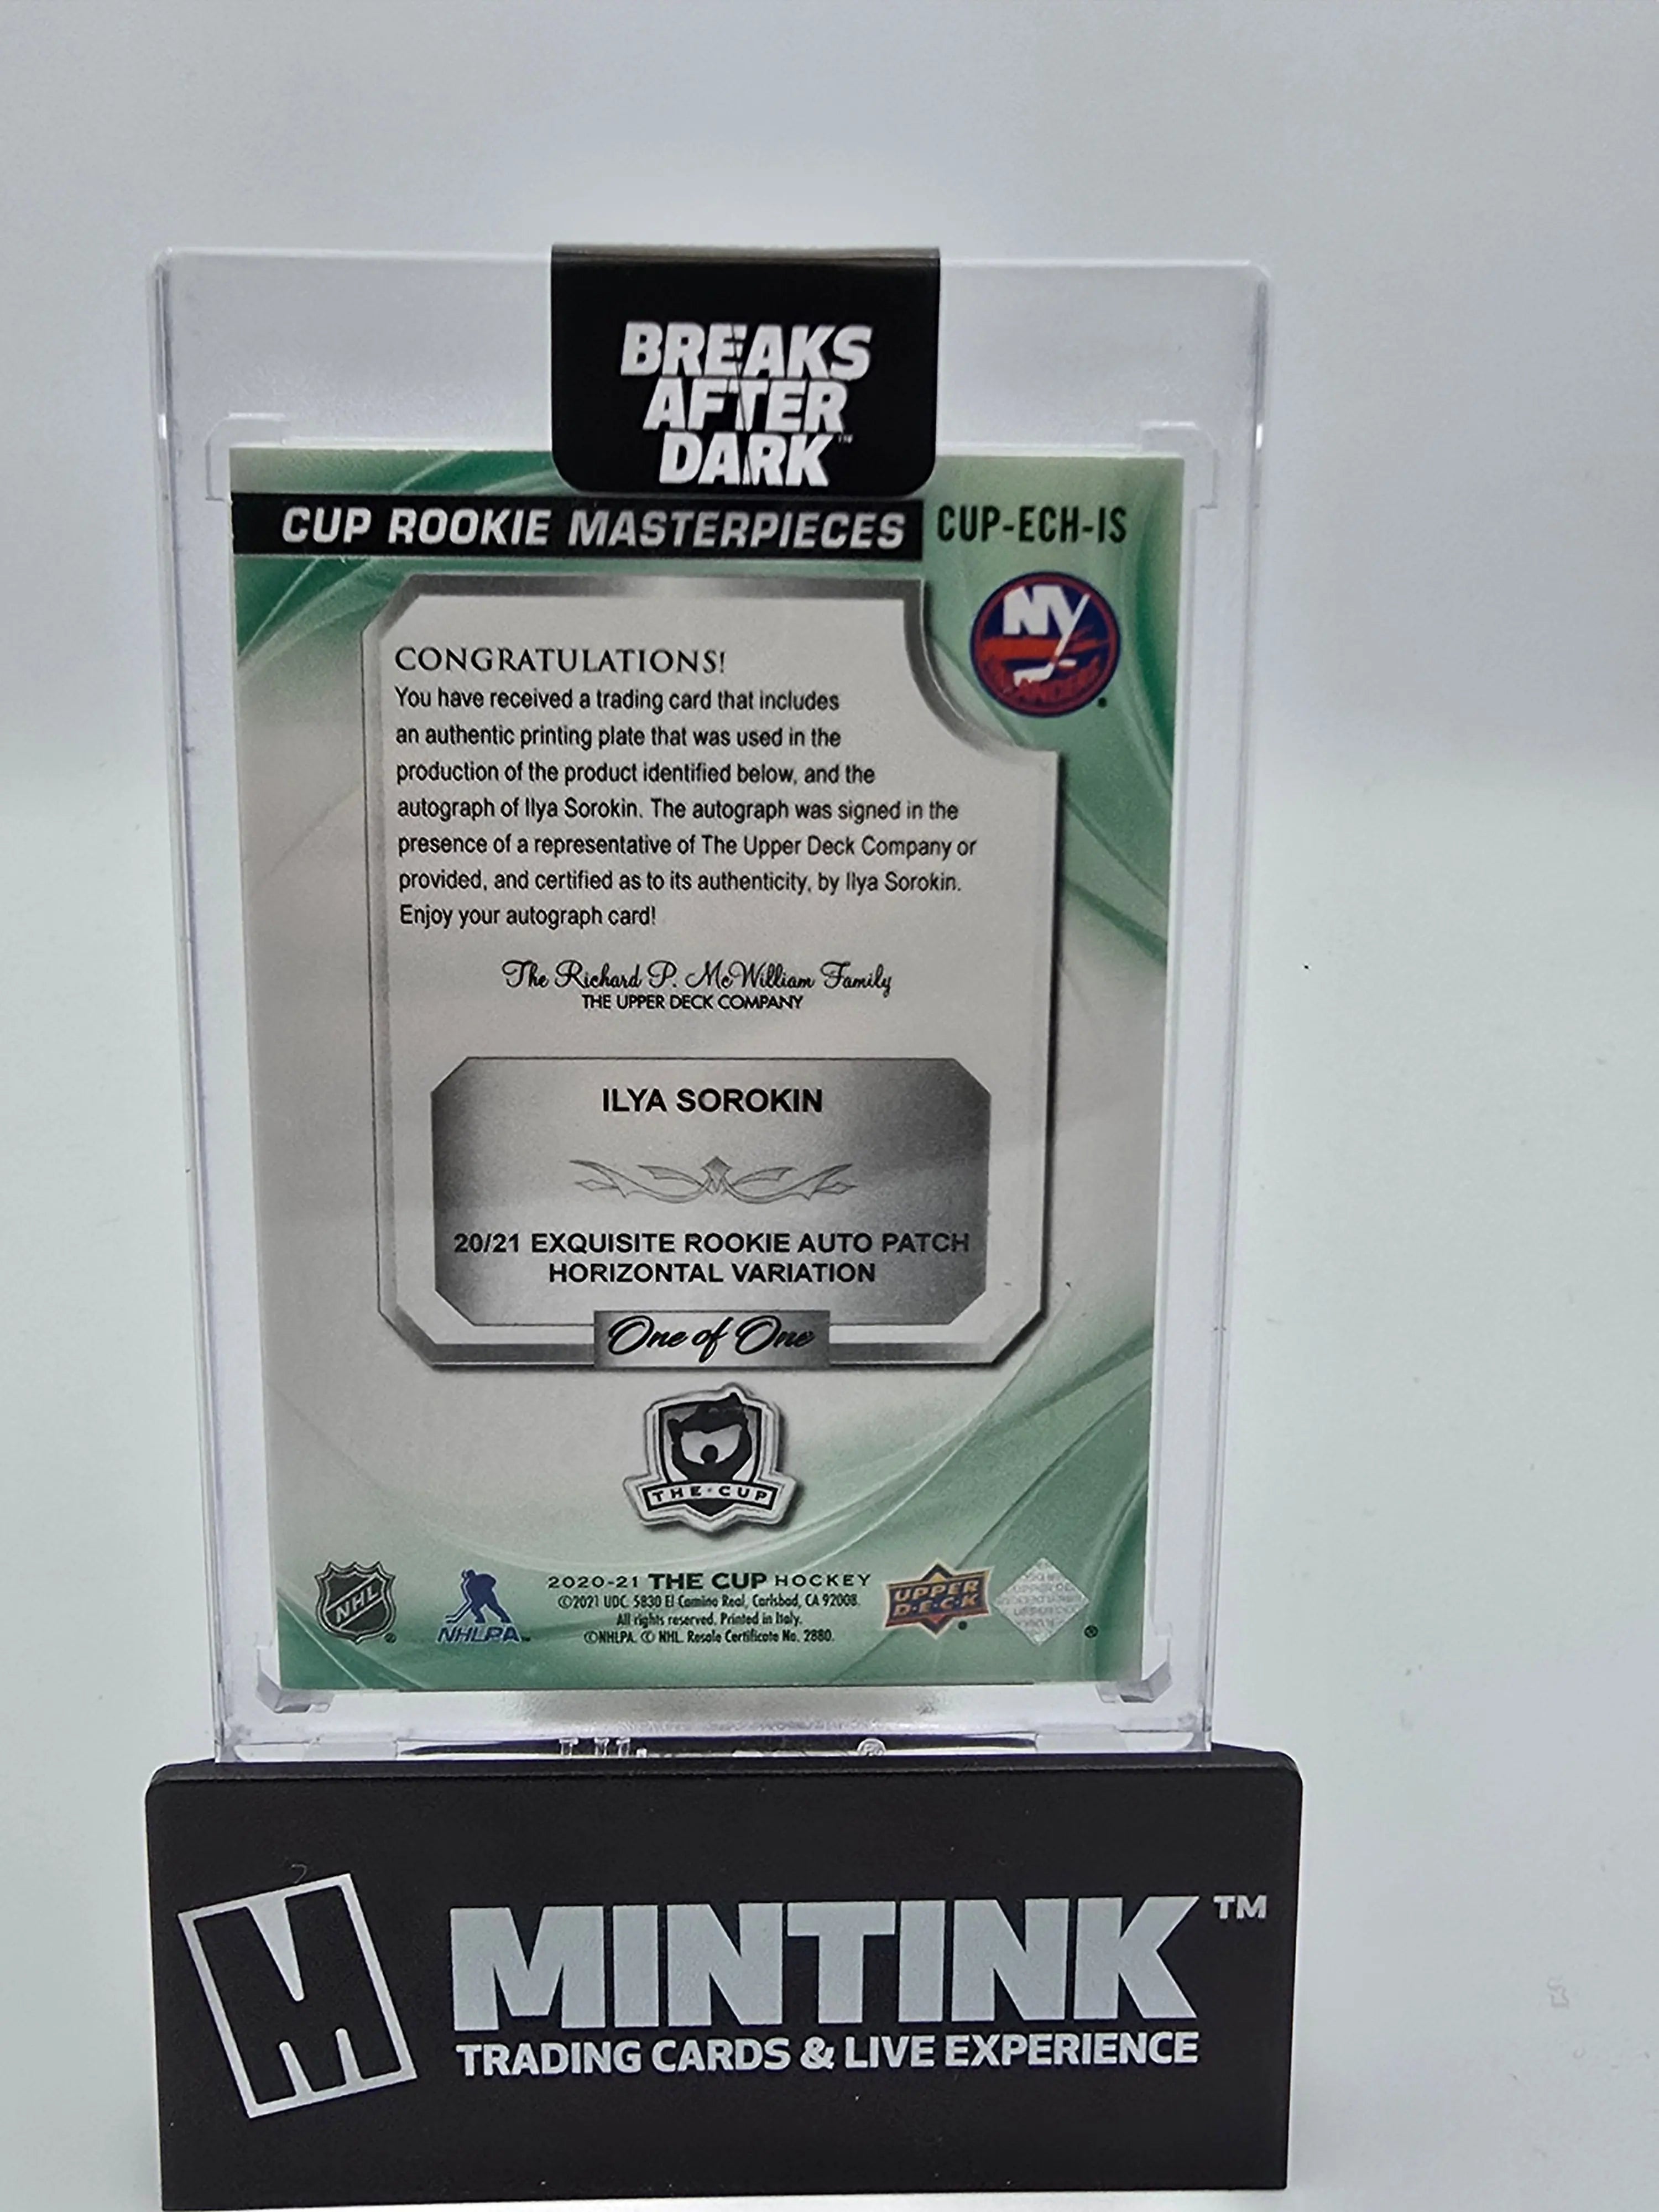 BREAKS
AFTER
DARK™
CUP ROOKIE MASTERPIECES CUP-ECH-IS
NY
CONGRATULATIONS!
You have received a trading card that includes
an authentic printing plate that was used in the
production of the product identified below, and the
autograph of Ilya Sorokin. The autograph was signed in the
presence of a representative of The Upper Deck Company or
provided, and certified as to its authenticity, by Ilya Sorokin.
Enjoy your autograph card!
The Richard P. McWilliam Family
THE UPPER DECK COMPANY
ILYA SOROKIN
20/21 EXQUISITE ROOKIE AUTO PATCH
HORIZONTAL VARIATION
One of One
THE·CUP
NHL®
NHLPA™
2020-21 THE CUP HOCKEY
©2021 UDC. 5830 El Camino Real, Carlsbad, CA 92008.
All rights reserved. Printed in Italy.
©NHLPA. © NHL. Resale Certificate No. 2880.
UPPER
D·E·C·K®
®
MINTINK™
TRADING CARDS & LIVE EXPERIENCE